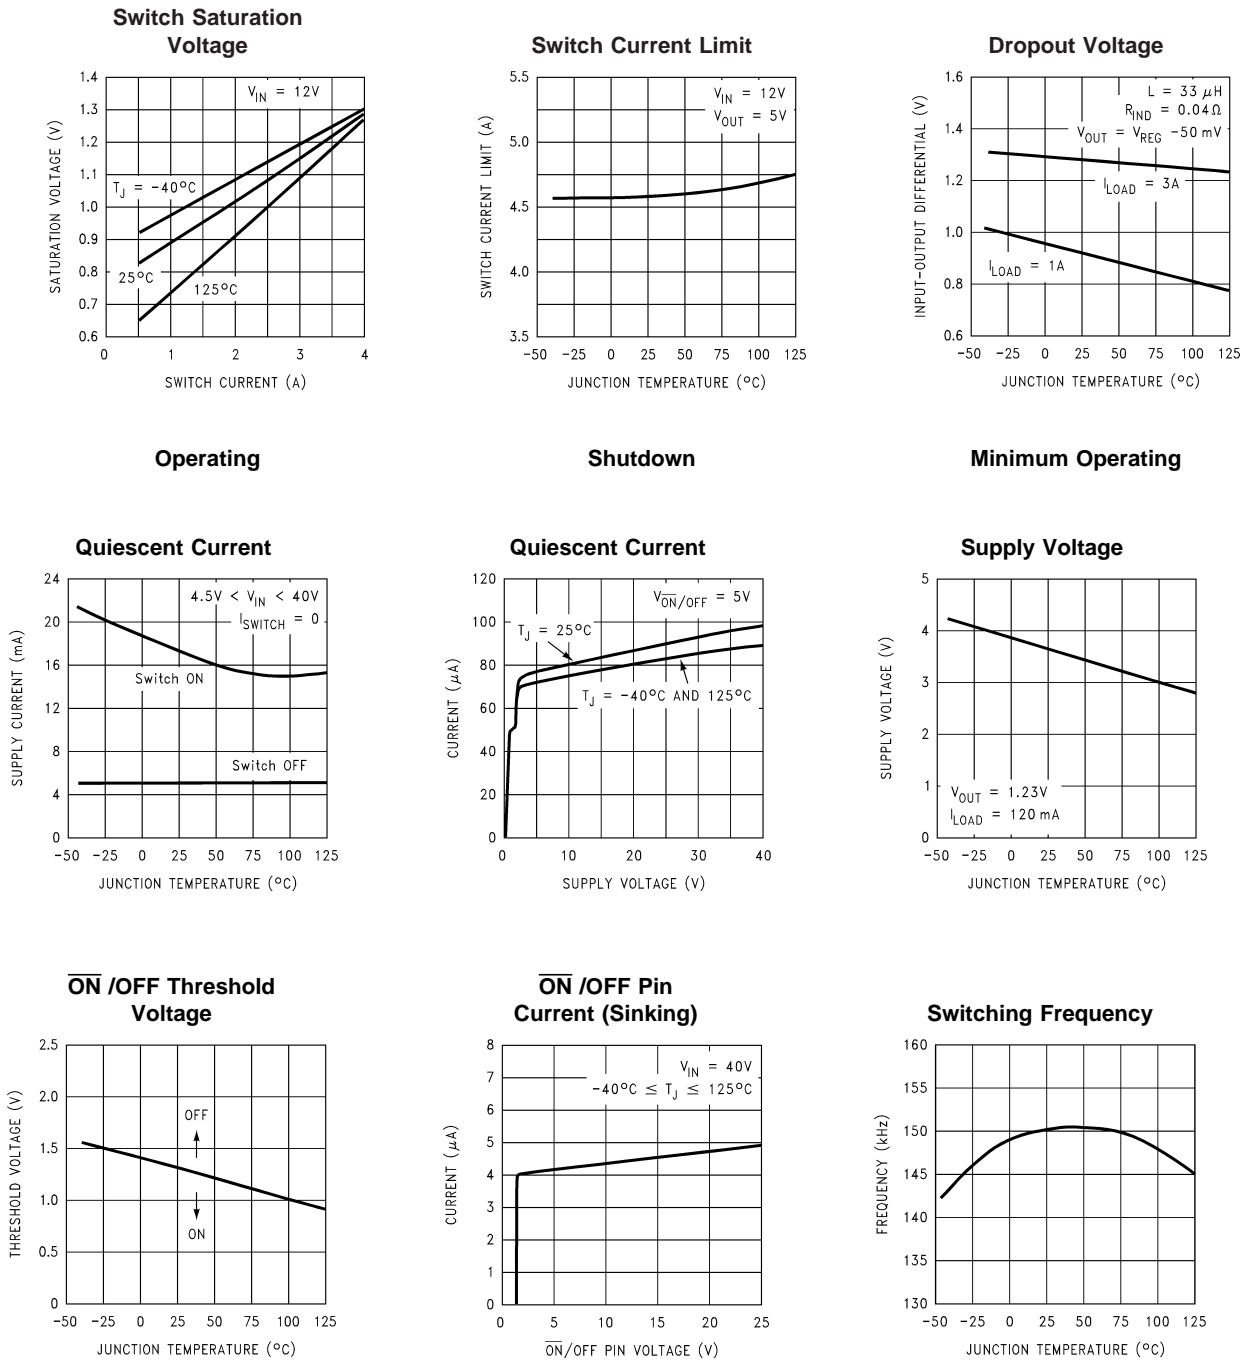 Switch Saturation
Voltage
1.4
1.3
1.2
1.1
1.0
0.9
0.8
0.7
0.6
0
1
2
3
4
V_IN = 12V
T_J = −40°C
25°C
125°C
SATURATION VOLTAGE (V)
SWITCH CURRENT (A)
Switch Current Limit
5.5
5.0
4.5
4.0
3.5
−50 −25 0 25 50 75 100 125
V_IN = 12V
V_OUT = 5V
SWITCH CURRENT LIMIT (A)
JUNCTION TEMPERATURE (°C)
Dropout Voltage
1.6
1.4
1.2
1.0
0.8
0.6
−50 −25 0 25 50 75 100 125
L = 33 μH
R_IND = 0.04Ω
V_OUT = V_REG −50 mV
I_LOAD = 3A
I_LOAD = 1A
INPUT−OUTPUT DIFFERENTIAL (V)
JUNCTION TEMPERATURE (°C)
Operating
Quiescent Current
24
20
16
12
8
4
0
−50 −25 0 25 50 75 100 125
4.5V < V_IN < 40V
I_SWITCH = 0
Switch ON
Switch OFF
SUPPLY CURRENT (mA)
JUNCTION TEMPERATURE (°C)
Shutdown
Quiescent Current
120
100
80
60
40
20
0
0 10 20 30 40
V_O̅N̅/OFF = 5V
T_J = 25°C
T_J = −40°C AND 125°C
CURRENT (μA)
SUPPLY VOLTAGE (V)
Minimum Operating
Supply Voltage
5
4
3
2
1
0
−50 −25 0 25 50 75 100 125
V_OUT = 1.23V
I_LOAD = 120 mA
SUPPLY VOLTAGE (V)
JUNCTION TEMPERATURE (°C)
O̅N̅ /OFF Threshold
Voltage
2.5
2.0
1.5
1.0
0.5
0
−50 −25 0 25 50 75 100 125
OFF
ON
THRESHOLD VOLTAGE (V)
JUNCTION TEMPERATURE (°C)
O̅N̅ /OFF Pin
Current (Sinking)
8
7
6
5
4
3
2
1
0
0 5 10 15 20 25
V_IN = 40V
−40°C ≤ T_J ≤ 125°C
CURRENT (μA)
O̅N̅/OFF PIN VOLTAGE (V)
Switching Frequency
160
155
150
145
140
135
130
−50 −25 0 25 50 75 100 125
FREQUENCY (kHz)
JUNCTION TEMPERATURE (°C)